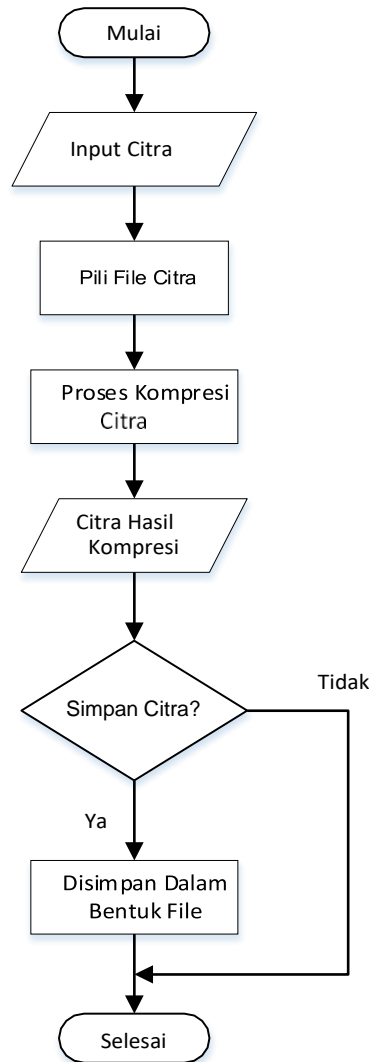 Mulai
Input Citra
Pili File Citra
Proses Kompresi
Citra
Citra Hasil
Kompresi
Simpan Citra?
Tidak
Ya
Disimpan Dalam
Bentuk File
Selesai